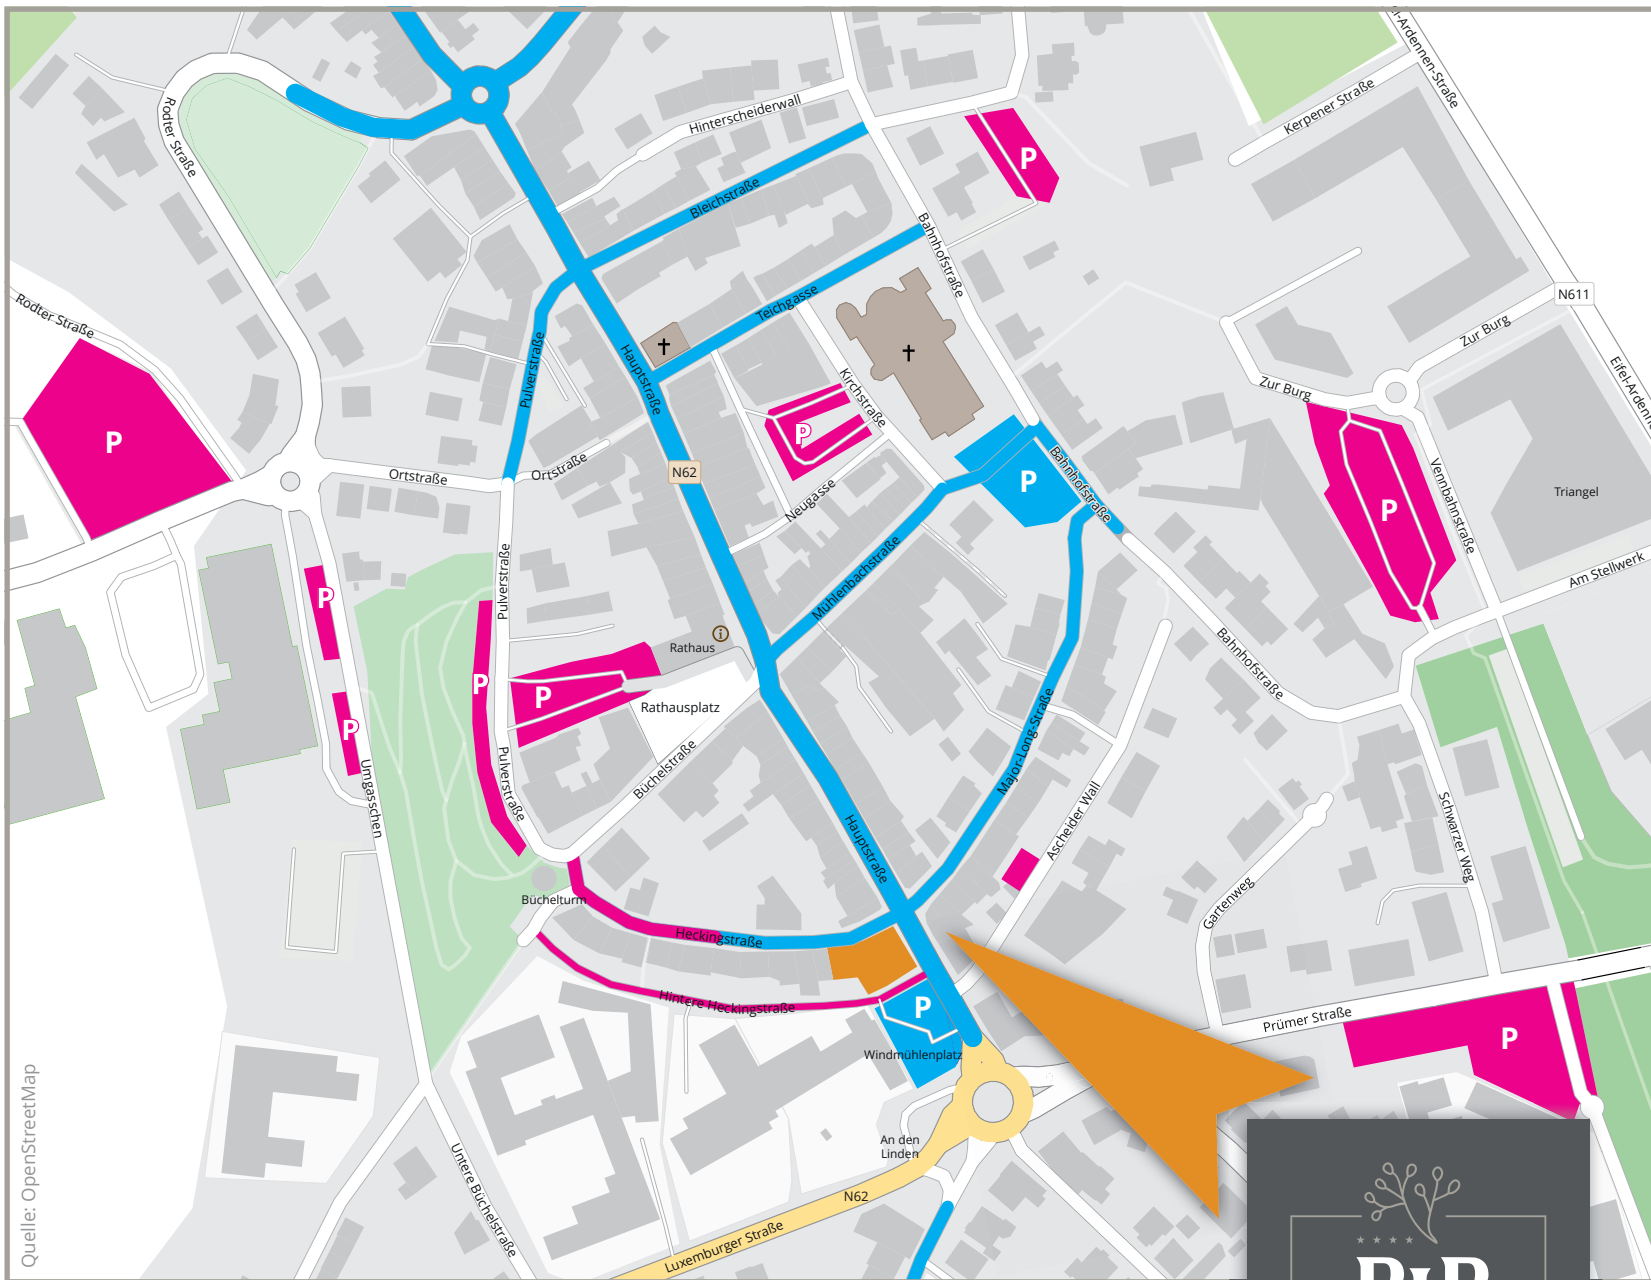 Rodter Straße
Hinterscheiderwall
Kerpener Straße
Bleichstraße
P
Bahnhofstraße
N611
Rodter Straße
Teichgasse
Zur Burg
Pulverstraße
Hauptstraße
Kirchstraße
Zur Burg
P
P
Ortstraße
Ortstraße
N62
Neugasse
P
Bahnhofstraße
P
Vennbahnstraße
Triangel
Am Stellwerk
Pulverstraße
Mühlenbachstraße
P
Rathaus
Bahnhofstraße
P
P
Rathausplatz
P
Major-Long-Straße
Pulverstraße
Büchelstraße
Umgasschen
Hauptstraße
Ascheider Wall
Schwarzer Weg
Büchelturm
Gartenweg
Heckingstraße
Hintere Heckingstraße
P
Prümer Straße
P
Windmühlenplatz
An den
Linden
N62
Untere Büchelstraße
Luxemburger Straße
Quelle: OpenStreetMap